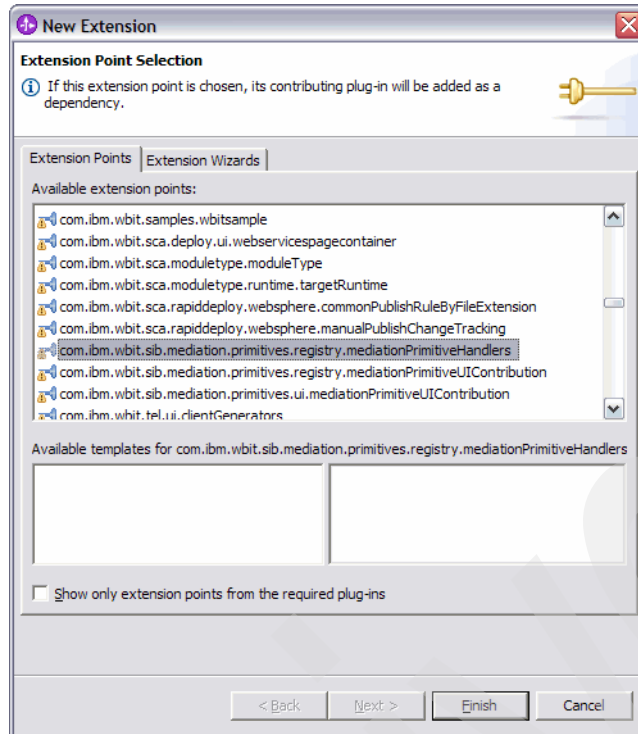 New Extension
Extension Point Selection
If this extension point is chosen, its contributing plug-in will be added as a
dependency.
Extension Points
Extension Wizards
Available extension points:
com.ibm.wbit.samples.wbitsample
com.ibm.wbit.sca.deploy.ui.webservicespagecontainer
com.ibm.wbit.sca.moduletype.moduleType
com.ibm.wbit.sca.moduletype.runtime.targetRuntime
com.ibm.wbit.sca.rapiddeploy.websphere.commonPublishRuleByFileExtension
com.ibm.wbit.sca.rapiddeploy.websphere.manualPublishChangeTracking
com.ibm.wbit.sib.mediation.primitives.registry.mediationPrimitiveHandlers
com.ibm.wbit.sib.mediation.primitives.registry.mediationPrimitiveUIContribution
com.ibm.wbit.sib.mediation.primitives.ui.mediationPrimitiveUIContribution
com.ibm.wbit.tel.ui.clientGenerators
Available templates for com.ibm.wbit.sib.mediation.primitives.registry.mediationPrimitiveHandlers
Show only extension points from the required plug-ins
< Back
Next >
Finish
Cancel